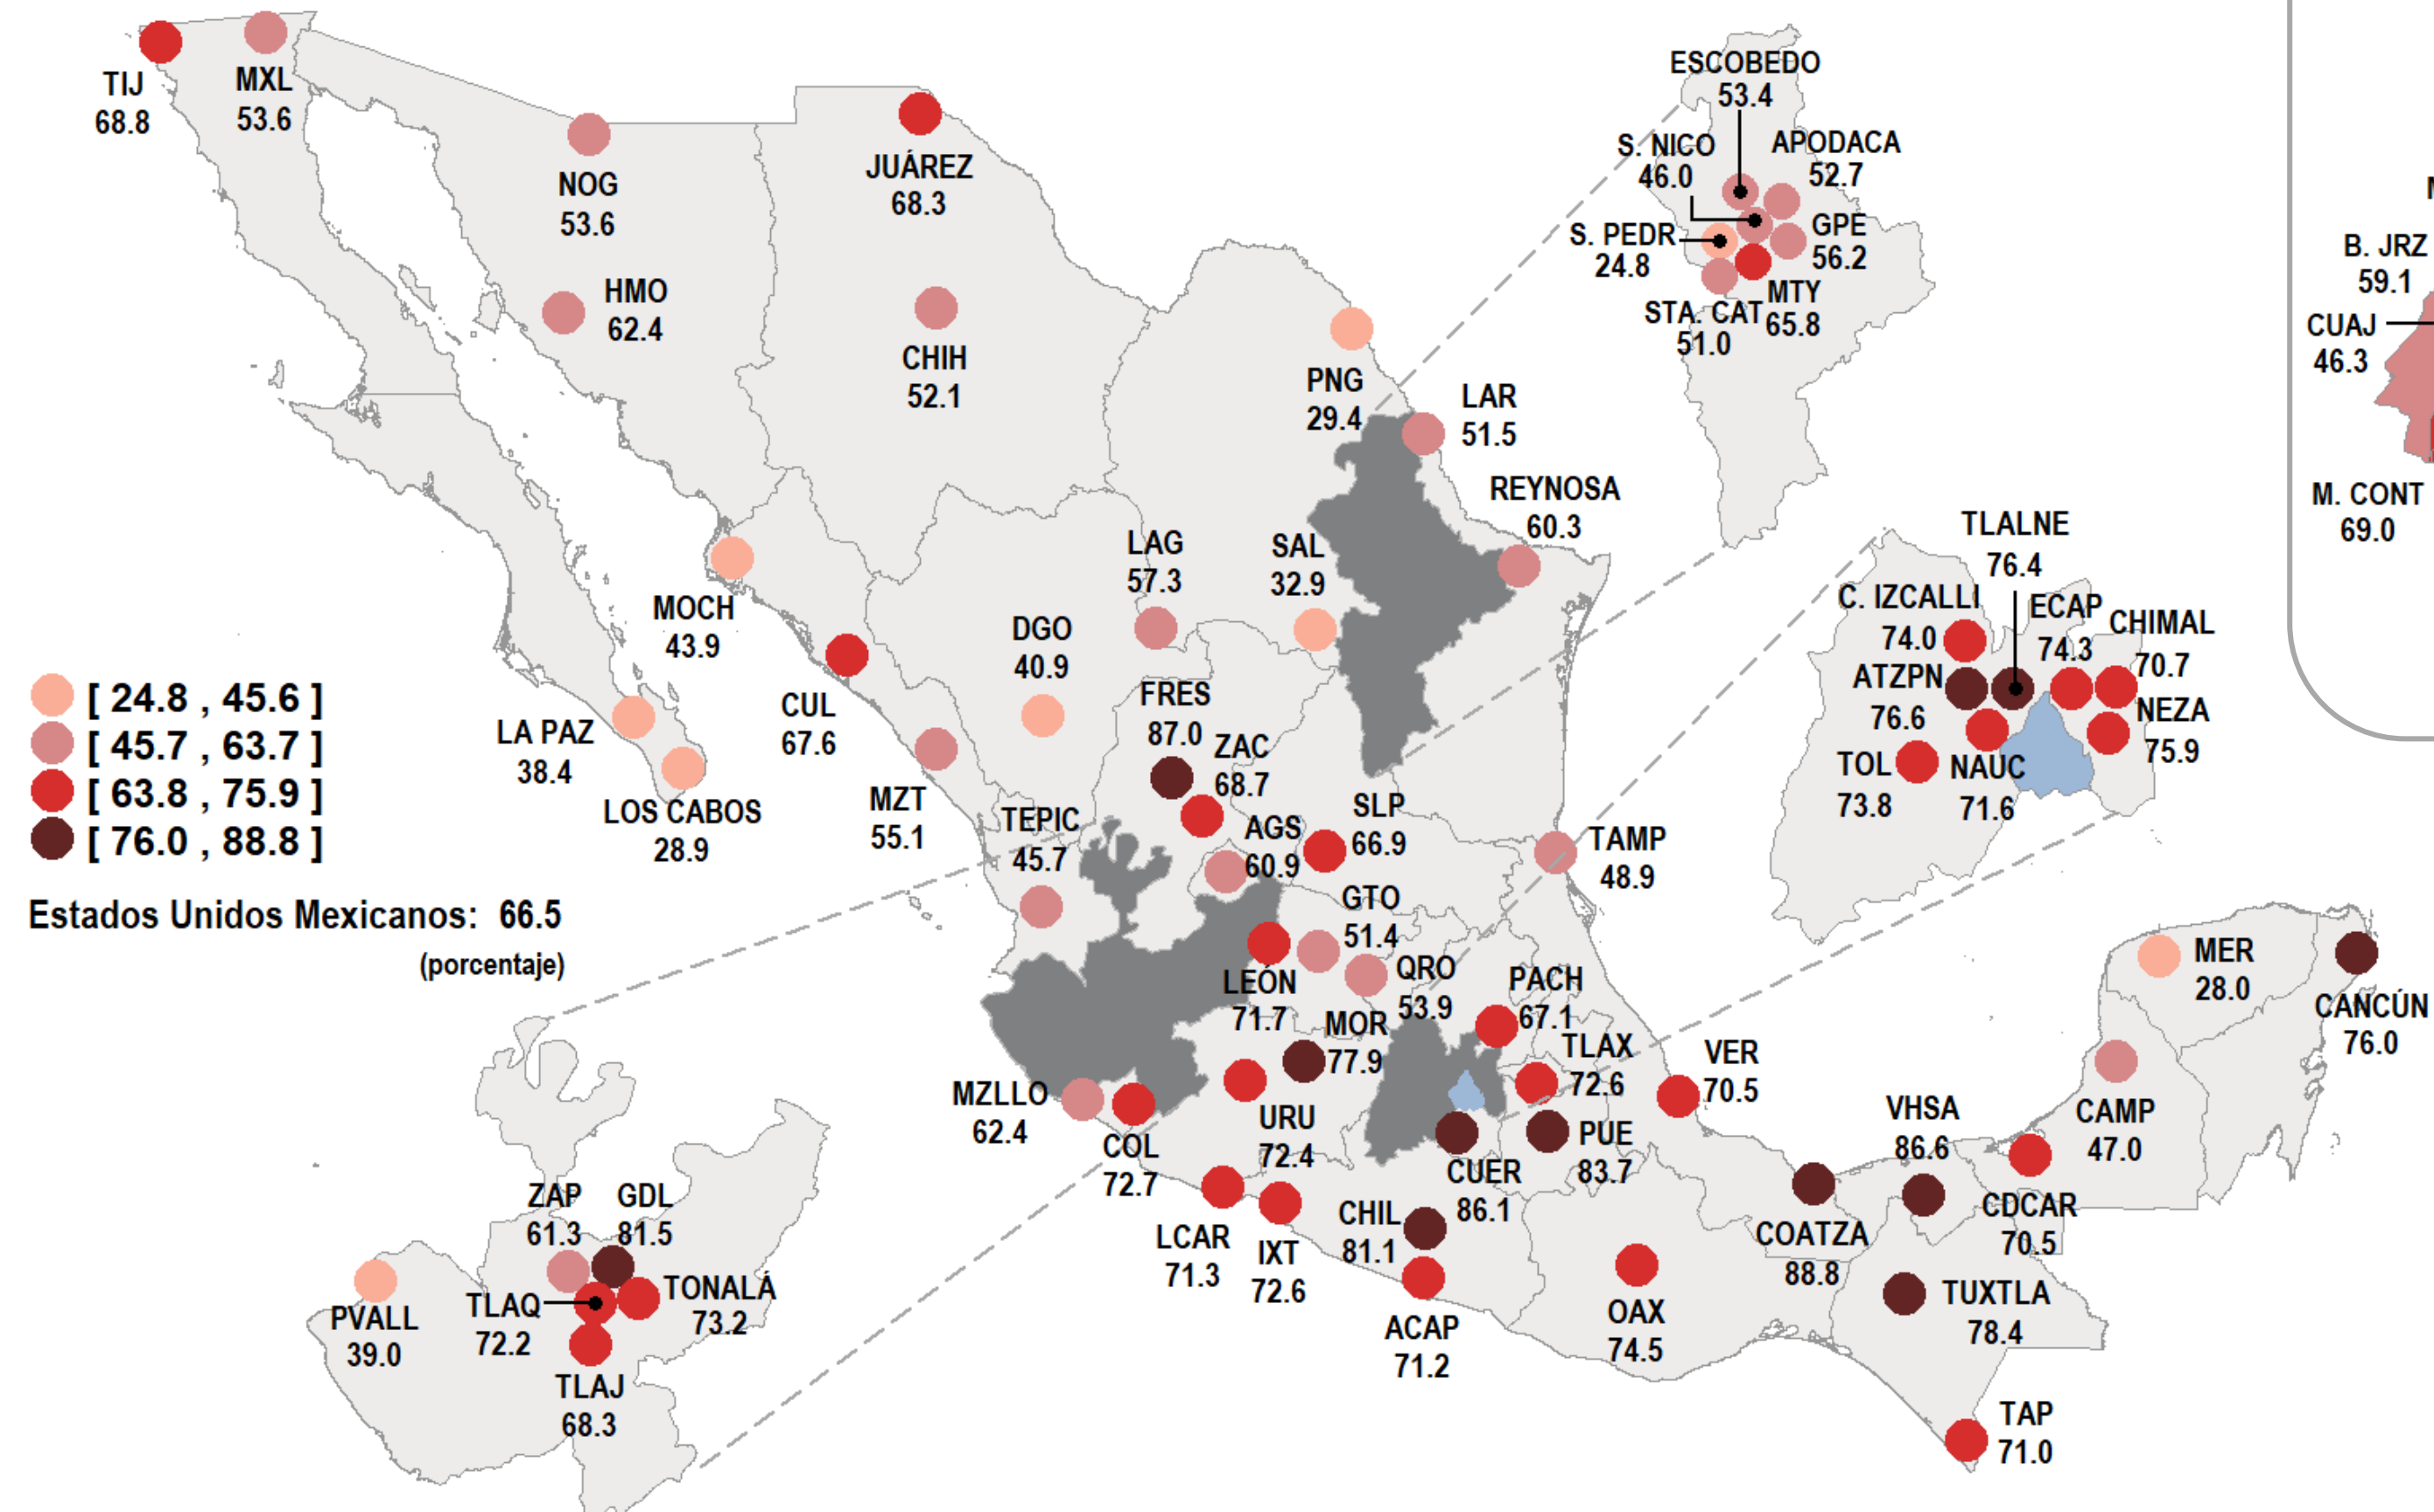 TIJ
68.8
MXL
53.6
NOG
53.6
HMO
62.4
JUÁREZ
68.3
CHIH
52.1
PNG
29.4
LAR
51.5
REYNOSA
60.3
ESCOBEDO
53.4
S. NICO
46.0
APODACA
52.7
S. PEDR
24.8
GPE
56.2
MTY
65.8
STA. CAT
51.0
B. JRZ
59.1
CUAJ
46.3
M. CONT
69.0
MOCH
43.9
CUL
67.6
LA PAZ
38.4
LOS CABOS
28.9
MZT
55.1
DGO
40.9
LAG
57.3
SAL
32.9
FRES
87.0
ZAC
68.7
TEPIC
45.7
AGS
60.9
SLP
66.9
TAMP
48.9
GTO
51.4
LEÓN
71.7
QRO
53.9
PACH
67.1
MOR
77.9
TLAX
72.6
VER
70.5
MZLLO
62.4
COL
72.7
URU
72.4
CUER
86.1
PUE
83.7
LCAR
71.3
IXT
72.6
CHIL
81.1
ACAP
71.2
OAX
74.5
COATZA
88.8
VHSA
86.6
CDCAR
70.5
TUXTLA
78.4
TAP
71.0
CAMP
47.0
MER
28.0
CANCÚN
76.0
TLALNE
76.4
C. IZCALLI
74.0
ECAP
74.3
CHIMAL
70.7
ATZPN
76.6
NEZA
75.9
TOL
73.8
NAUC
71.6
[ 24.8 , 45.6 ]
[ 45.7 , 63.7 ]
[ 63.8 , 75.9 ]
[ 76.0 , 88.8 ]
Estados Unidos Mexicanos: 66.5
(porcentaje)
ZAP
61.3
GDL
81.5
PVALL
39.0
TLAQ
72.2
TONALÁ
73.2
TLAJ
68.3